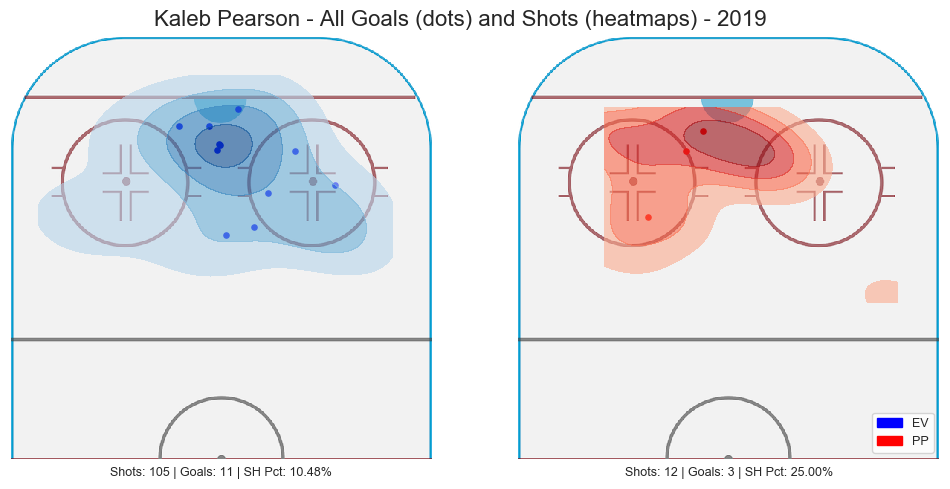 Kaleb Pearson - All Goals (dots) and Shots (heatmaps) - 2019
EV
PP
Shots: 105 | Goals: 11 | SH Pct: 10.48%
Shots: 12 | Goals: 3 | SH Pct: 25.00%